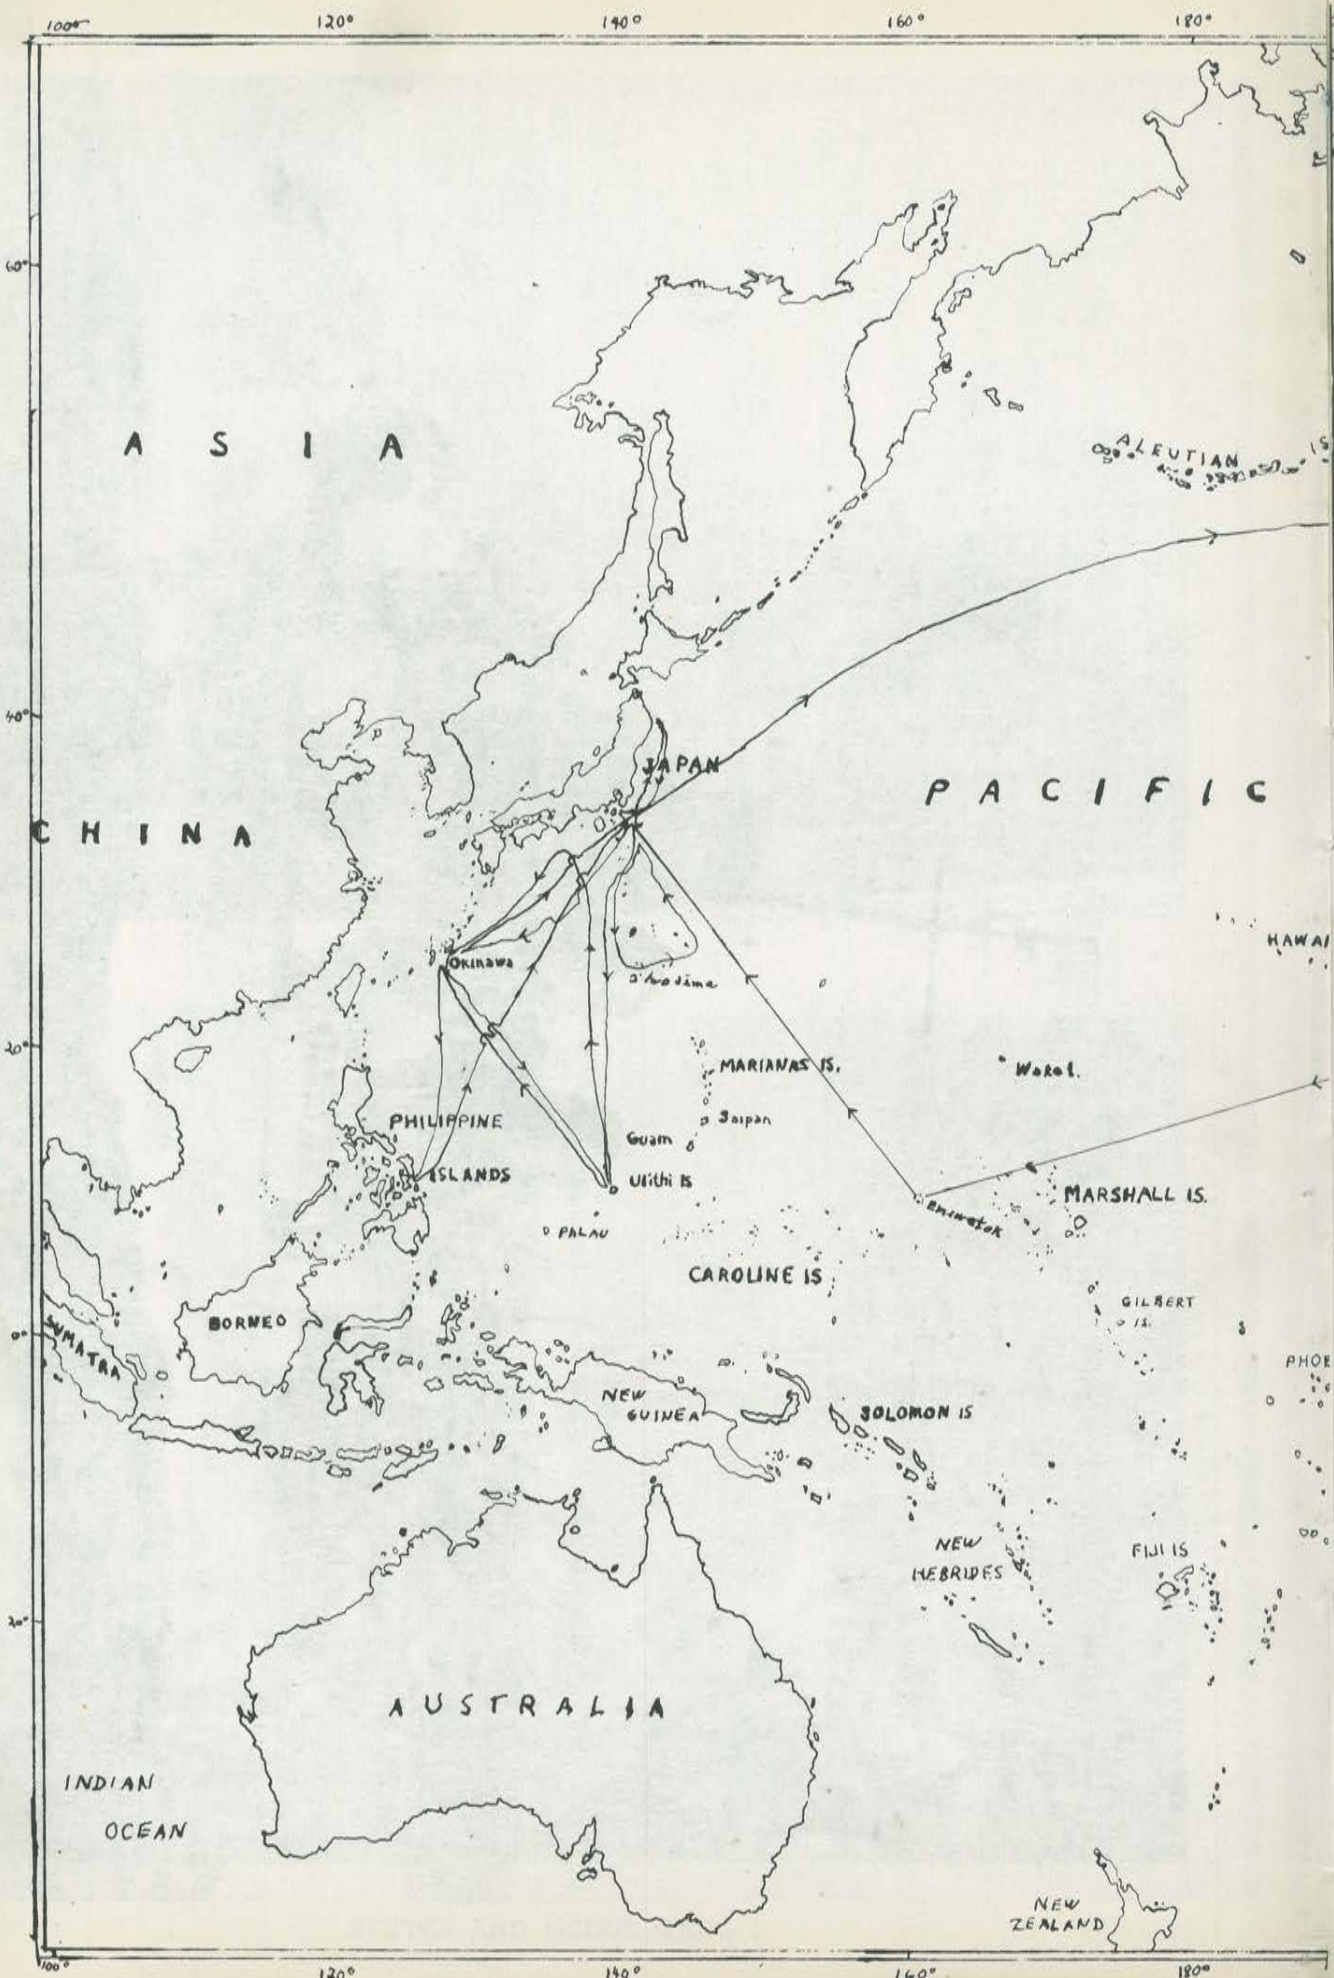 100° 120° 140° 160° 180°
60°
ASIA
ALEUTIAN IS
40°
JAPAN
PACIFIC
CHINA
HAWAI
Okinawa
20°
MARIANAS IS.
Wake I.
Saipan
PHILIPPINE
Guam
ISLANDS
Ulithi Is
MARSHALL IS.
Eniwetok
PALAU
CAROLINE IS
GILBERT
IS.
BORNEO
0°
SUMATRA
PHOE
NEW
GUINEA
SOLOMON IS
NEW
HEBRIDES
FIJI IS
20°
AUSTRALIA
INDIAN
OCEAN
NEW
ZEALAND
100° 120° 140° 160° 180°